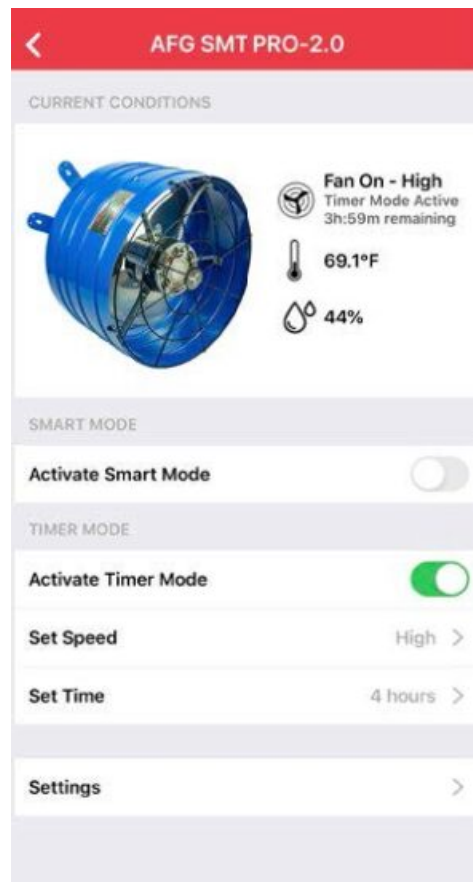 AFG SMT PRO-2.0
CURRENT CONDITIONS
Fan On - High
Timer Mode Active
3h:59m remaining
69.1°F
44%
SMART MODE
Activate Smart Mode
TIMER MODE
Activate Timer Mode
Set Speed High
Set Time 4 hours
Settings